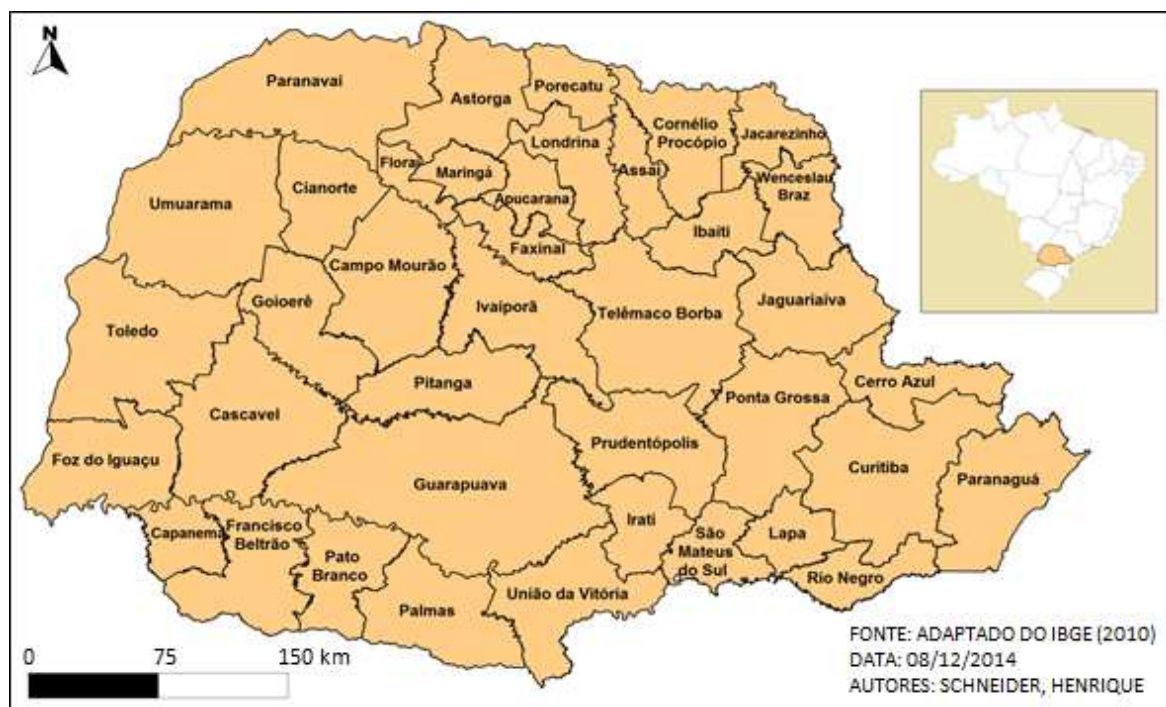 N
Paranavaí
Astorga
Porecatu
Cornélio
Procópio
Jacarezinho
Londrina
Floraí
Maringá
Assaí
Wenceslau
Braz
Umuarama
Cianorte
Apucarana
Ibaiti
Faxinal
Campo Mourão
Goioerê
Ivaiporã
Telêmaco Borba
Jaguariaíva
Toledo
Pitanga
Cerro Azul
Cascavel
Ponta Grossa
Prudentópolis
Foz do Iguaçu
Curitiba
Guarapuava
Paranaguá
Capanema
Francisco
Beltrão
Irati
São
Mateus
do Sul
Lapa
Pato
Branco
Rio Negro
União da Vitória
Palmas
0 75 150 km
FONTE: ADAPTADO DO IBGE (2010)
DATA: 08/12/2014
AUTORES: SCHNEIDER, HENRIQUE